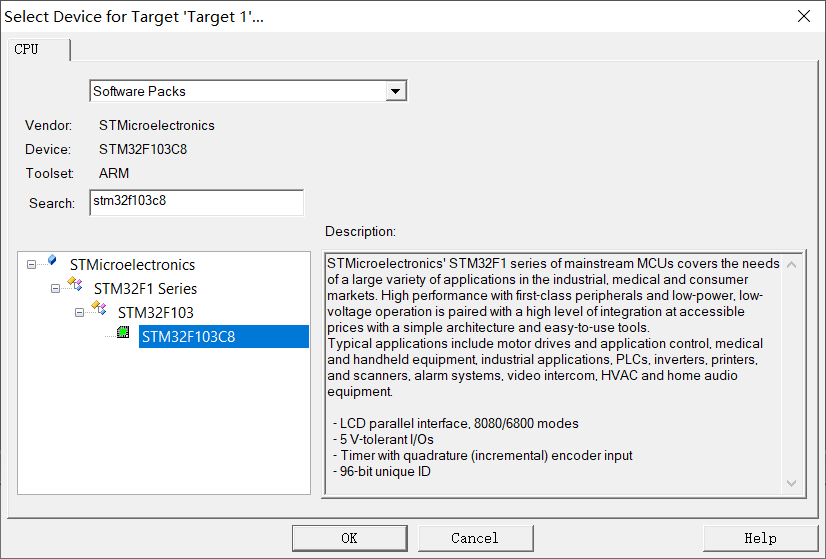 Select Device for Target 'Target 1'...
CPU
Software Packs
Vendor: STMicroelectronics
Device: STM32F103C8
Toolset: ARM
Search: stm32f103c8
Description:
STMicroelectronics
STM32F1 Series
STM32F103
STM32F103C8
STMicroelectronics' STM32F1 series of mainstream MCUs covers the needs
of a large variety of applications in the industrial, medical and consumer
markets. High performance with first-class peripherals and low-power, low-
voltage operation is paired with a high level of integration at accessible
prices with a simple architecture and easy-to-use tools.
Typical applications include motor drives and application control, medical
and handheld equipment, industrial applications, PLCs, inverters, printers,
and scanners, alarm systems, video intercom, HVAC and home audio
equipment.
- LCD parallel interface, 8080/6800 modes
- 5 V-tolerant I/Os
- Timer with quadrature (incremental) encoder input
- 96-bit unique ID
OK
Cancel
Help